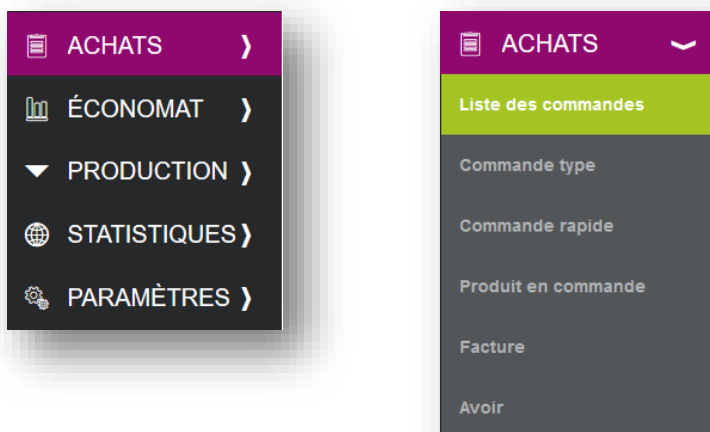 ACHATS
ÉCONOMAT
PRODUCTION
STATISTIQUES
PARAMÈTRES
ACHATS
Liste des commandes
Commande type
Commande rapide
Produit en commande
Facture
Avoir